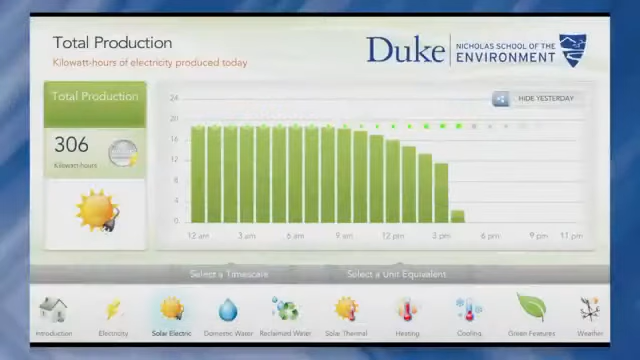 Total Production
Kilowatt-hours of electricity produced today
Duke
NICHOLAS SCHOOL OF THE
ENVIRONMENT
Total Production
306
Kilowatt-hours
HIDE YESTERDAY
24
20
16
12
8
4
0
12 am 3 am 6 am 9 am 12 pm 3 pm 6 pm 9 pm 11 pm
Select a Timescale
Select a Unit Equivalent
Introduction
Electricity
Solar Electric
Domestic Water
Reclaimed Water
Solar Thermal
Heating
Cooling
Green Features
Weather